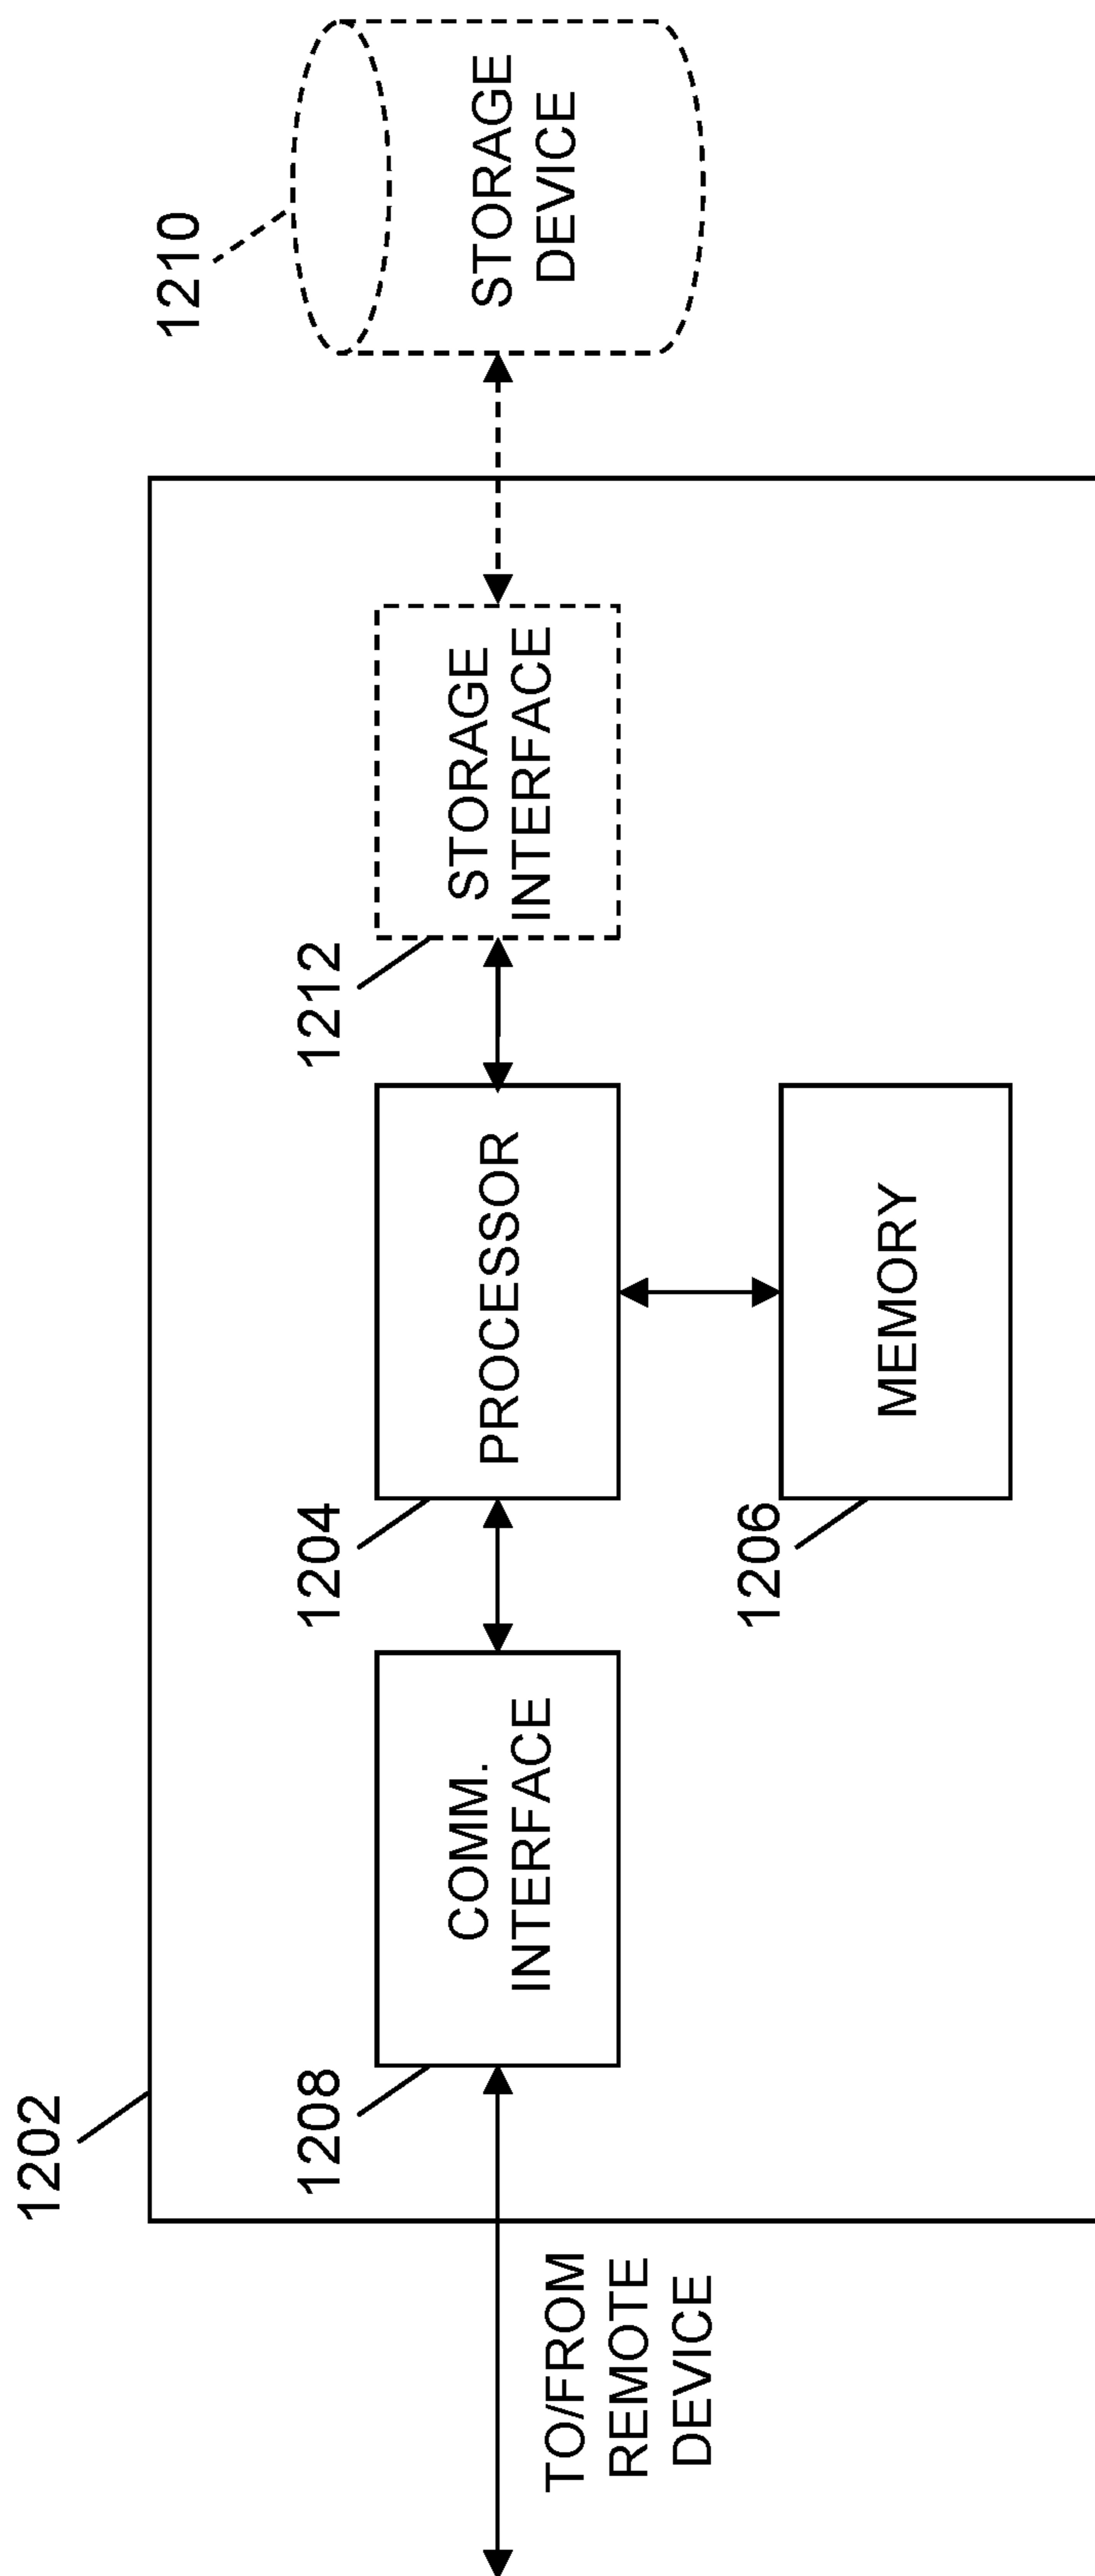 1202
1208
COMM.
INTERFACE
1204
PROCESSOR
1212
STORAGE
INTERFACE
1210
STORAGE
DEVICE
TO/FROM
REMOTE
DEVICE
1206
MEMORY